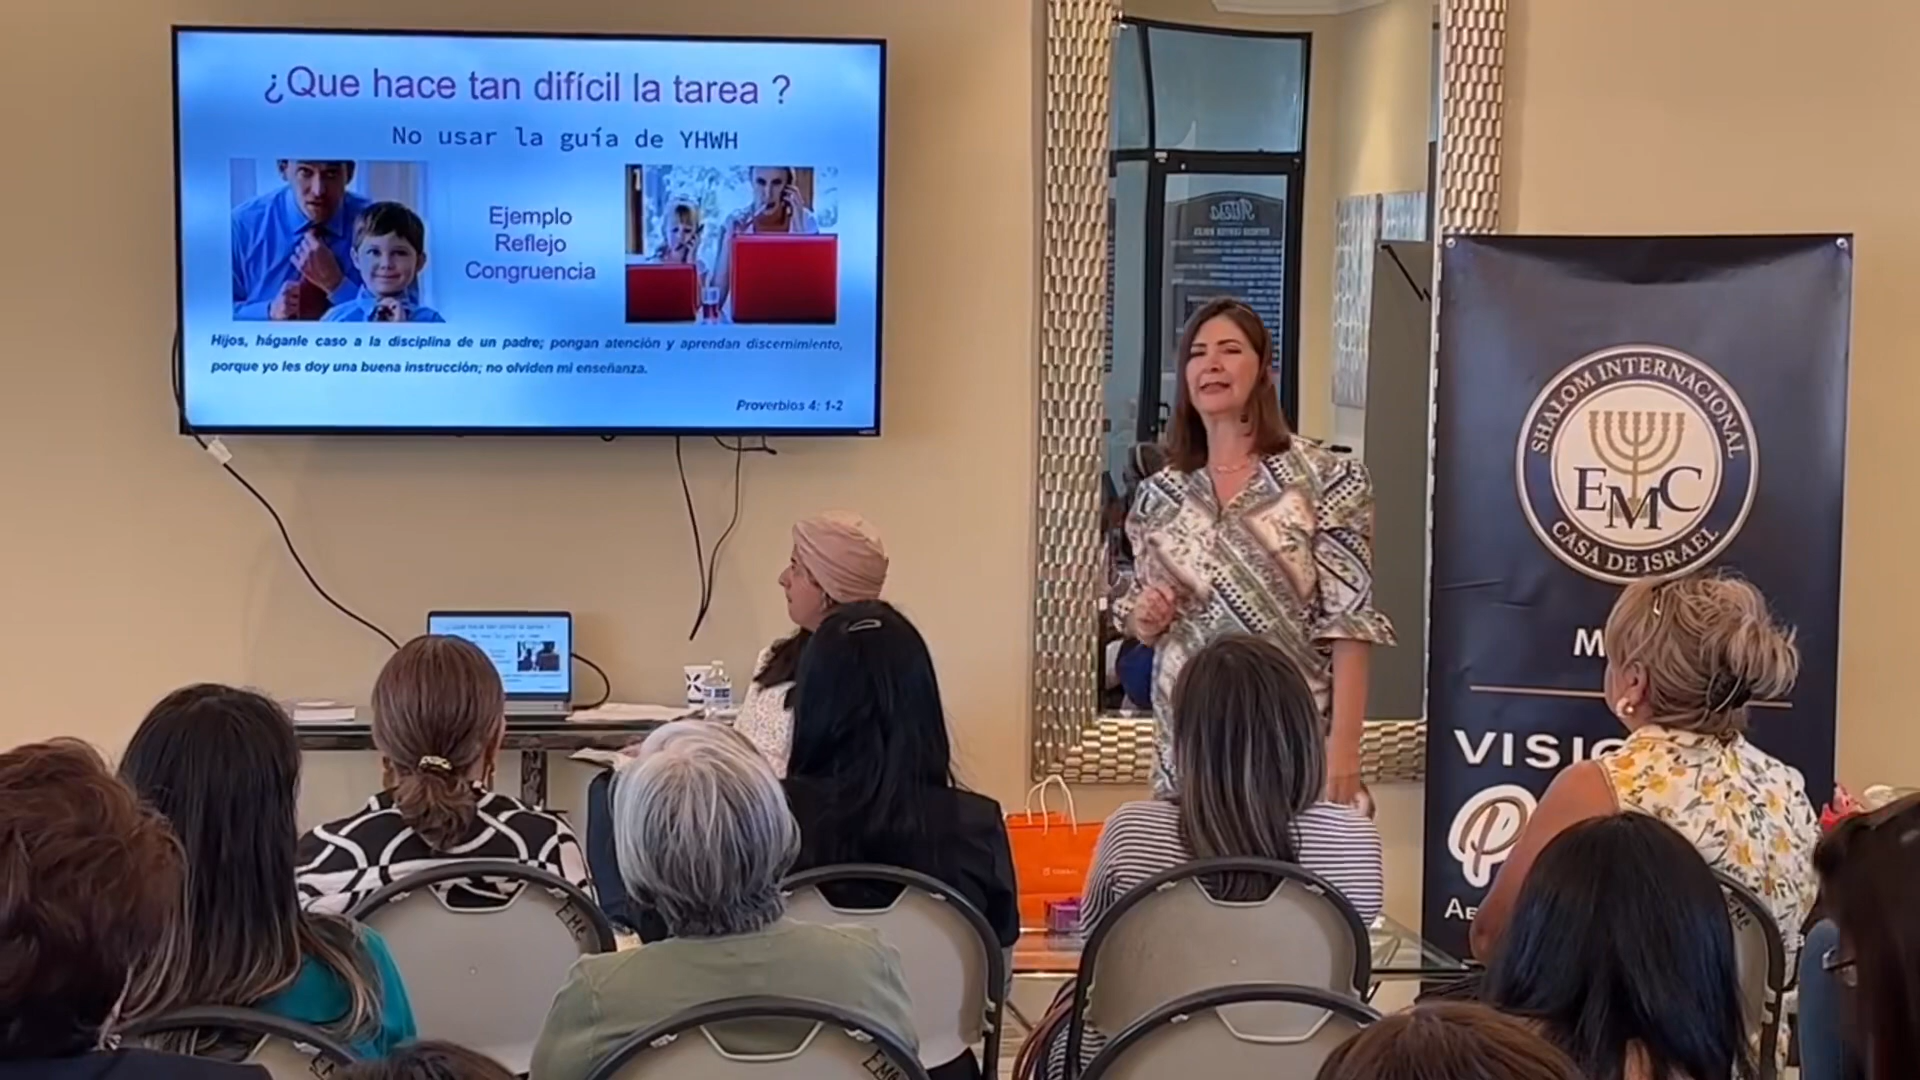 ¿Que hace tan difícil la tarea ?
No usar la guía de YHWH
Ejemplo
Reflejo
Congruencia
Hijos, háganle caso a la disciplina de un padre; pongan atención y aprendan discernimiento,
porque yo les doy una buena instrucción; no olviden mi enseñanza.
Proverbios 4: 1-2
SHALOM INTERNACIONAL
EMC
CASA DE ISRAEL
EMC